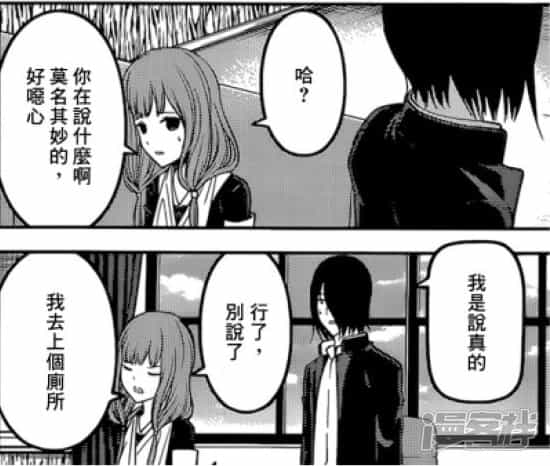 哈?
你在說什麼啊
莫名其妙的，
好噁心
我是說真的
行了，
別說了
我去上個廁所
漫客社